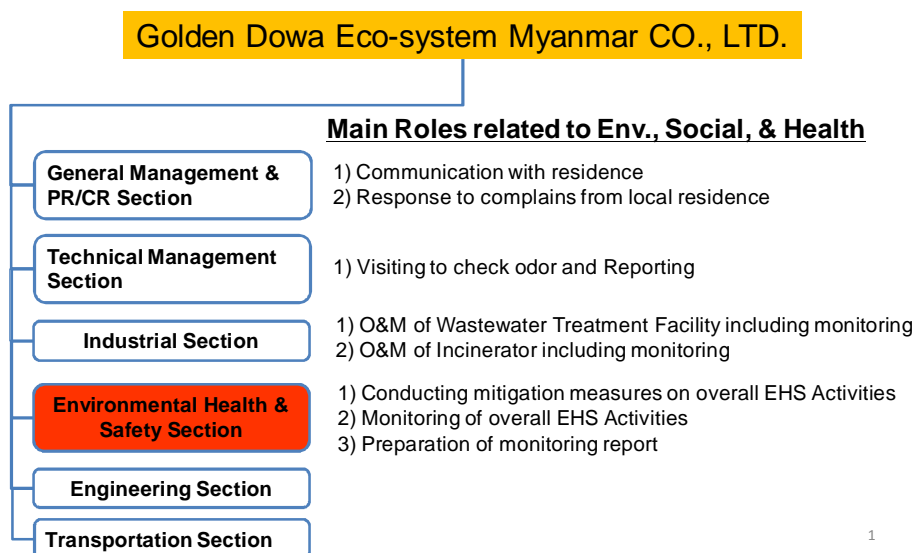 Golden Dowa Eco-system Myanmar CO., LTD.
Main Roles related to Env., Social, & Health
General Management &
PR/CR Section
1) Communication with residence
2) Response to complains from local residence
Technical Management
Section
1) Visiting to check odor and Reporting
Industrial Section
1) O&M of Wastewater Treatment Facility including monitoring
2) O&M of Incinerator including monitoring
Environmental Health &
Safety Section
1) Conducting mitigation measures on overall EHS Activities
2) Monitoring of overall EHS Activities
3) Preparation of monitoring report
Engineering Section
Transportation Section
1